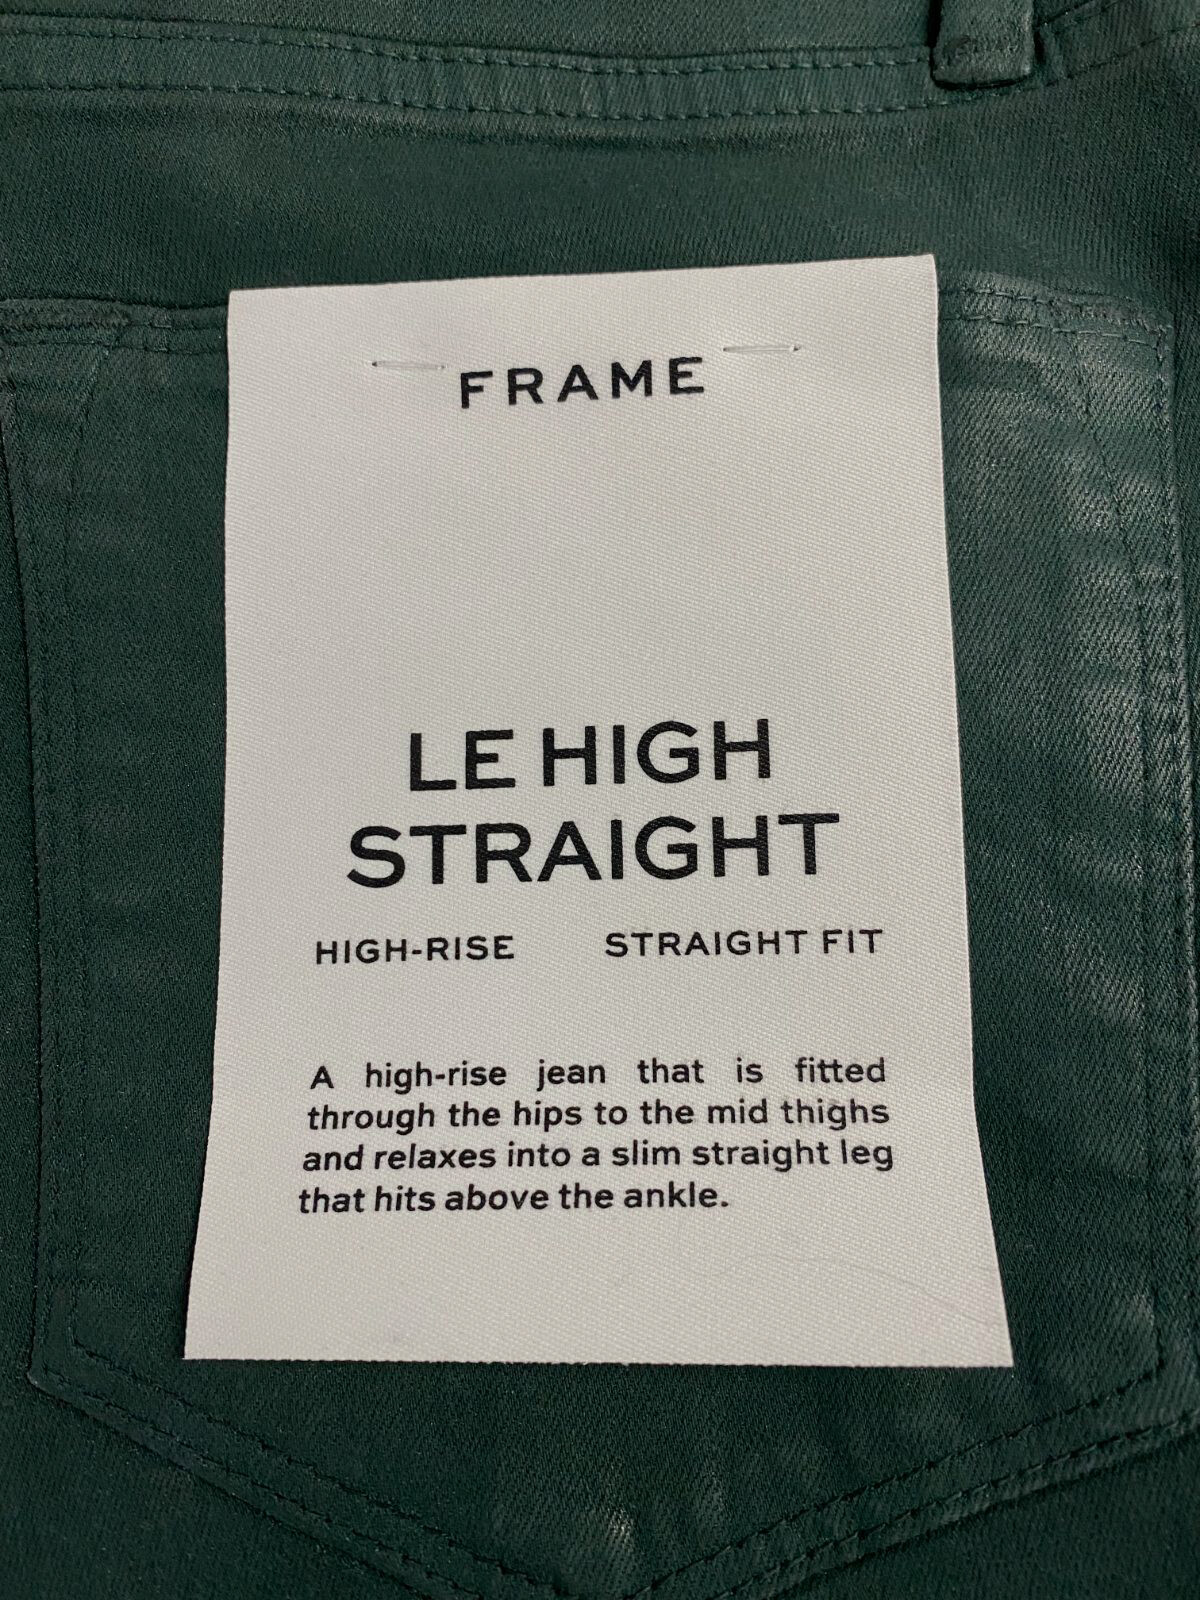 FRAME
LE HIGH
STRAIGHT
HIGH-RISE STRAIGHT FIT
A high-rise jean that is fitted
through the hips to the mid thighs
and relaxes into a slim straight leg
that hits above the ankle.